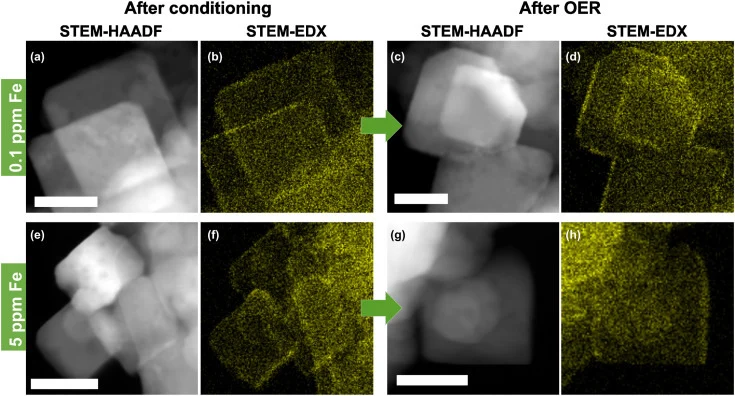 After conditioning
After OER
STEM-HAADF
STEM-EDX
STEM-HAADF
STEM-EDX
0.1 ppm Fe
(a)
(b)
(c)
(d)
5 ppm Fe
(e)
(f)
(g)
(h)